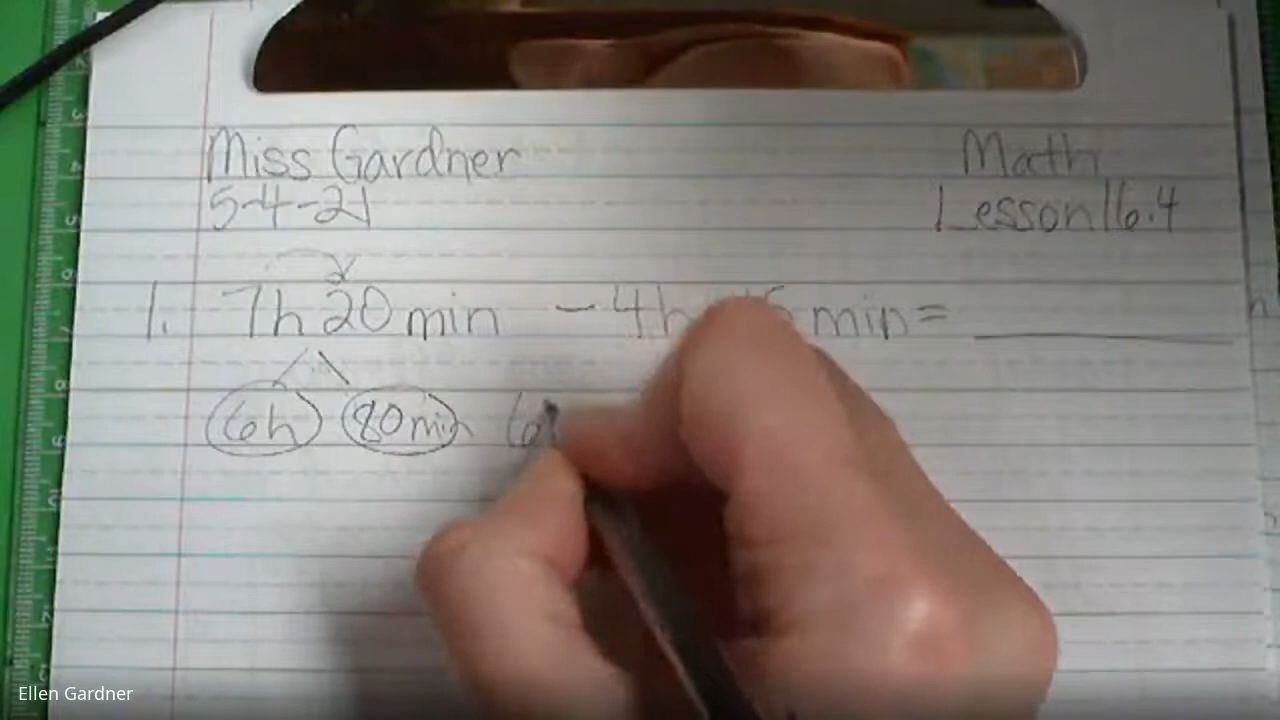 Miss Gardner Math
5-4-21 Lesson 16.4
1. 7h 20 min - 4h min =
6h 80 min
Ellen Gardner